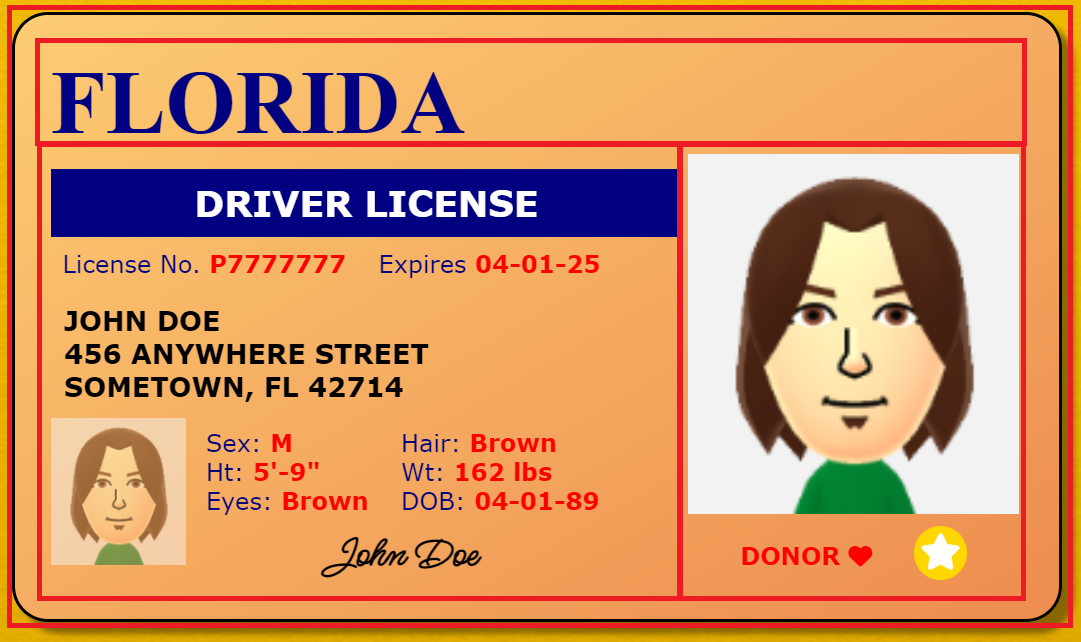 FLORIDA
DRIVER LICENSE
License No. P7777777 Expires 04-01-25
JOHN DOE
456 ANYWHERE STREET
SOMETOWN, FL 42714
Sex: M Hair: Brown
Ht: 5'-9" Wt: 162 lbs
Eyes: Brown DOB: 04-01-89
John Doe
DONOR